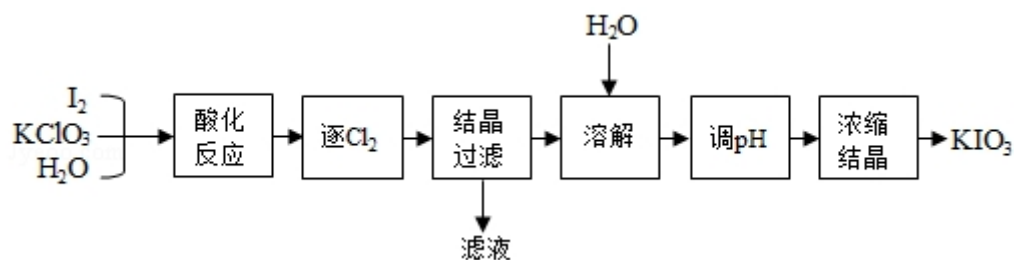 H₂O
I₂
KClO₃
H₂O
酸化
反应
逐Cl₂
结晶
过滤
溶解
调pH
浓缩
结晶
KIO₃
滤液